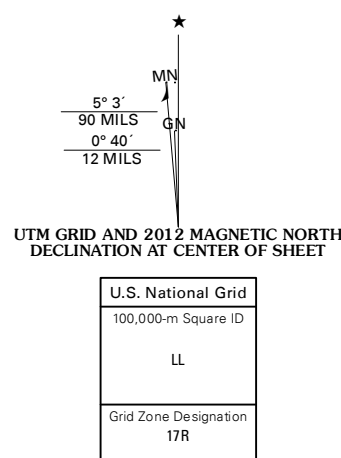 ★
MN
5° 3´
90 MILS
GN
0° 40´
12 MILS
UTM GRID AND 2012 MAGNETIC NORTH
DECLINATION AT CENTER OF SHEET
U.S. National Grid
100,000-m Square ID
LL
Grid Zone Designation
17R